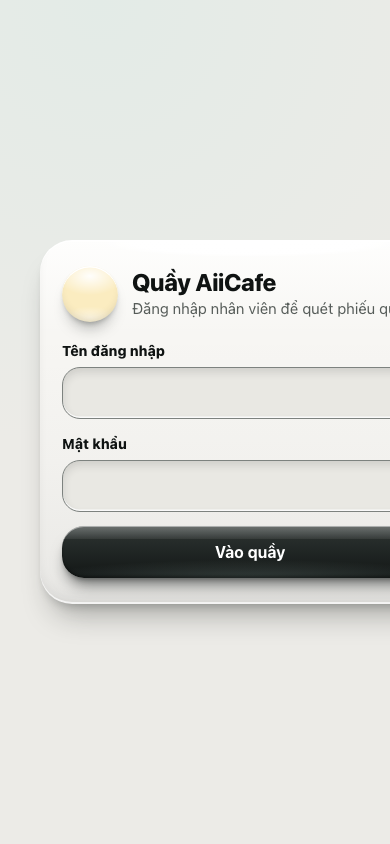 Quầy AiiCafe
Đăng nhập nhân viên để quét phiếu
Tên đăng nhập
Mật khẩu
Vào quầy